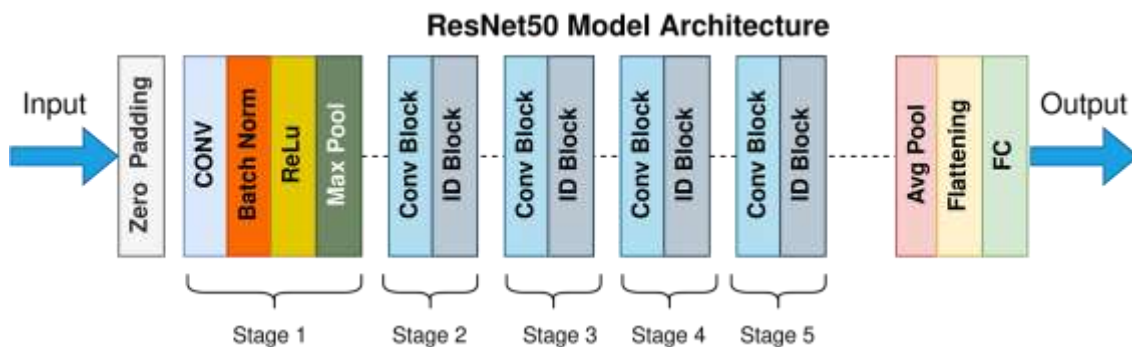 ResNet50 Model Architecture
Input
Zero Padding
CONV
Batch Norm
ReLu
Max Pool
Conv Block
ID Block
Conv Block
ID Block
Conv Block
ID Block
Conv Block
ID Block
Avg Pool
Flattening
FC
Output
Stage 1
Stage 2
Stage 3
Stage 4
Stage 5